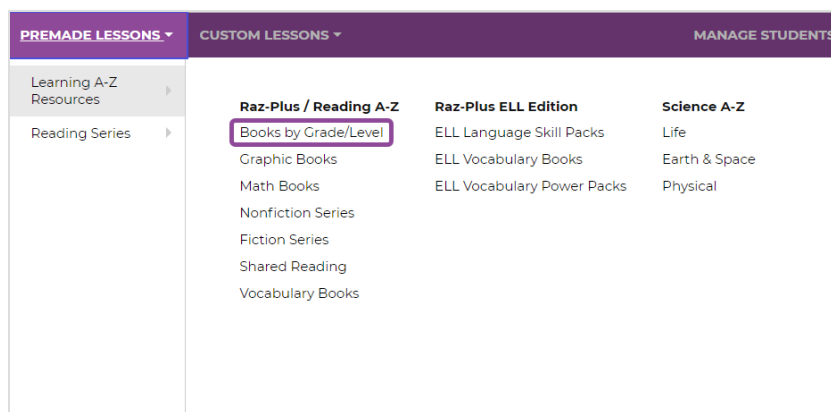 PREMADE LESSONS
CUSTOM LESSONS
MANAGE STUDENTS
Learning A-Z
Resources
Reading Series
Raz-Plus / Reading A-Z
Books by Grade/Level
Graphic Books
Math Books
Nonfiction Series
Fiction Series
Shared Reading
Vocabulary Books
Raz-Plus ELL Edition
ELL Language Skill Packs
ELL Vocabulary Books
ELL Vocabulary Power Packs
Science A-Z
Life
Earth & Space
Physical